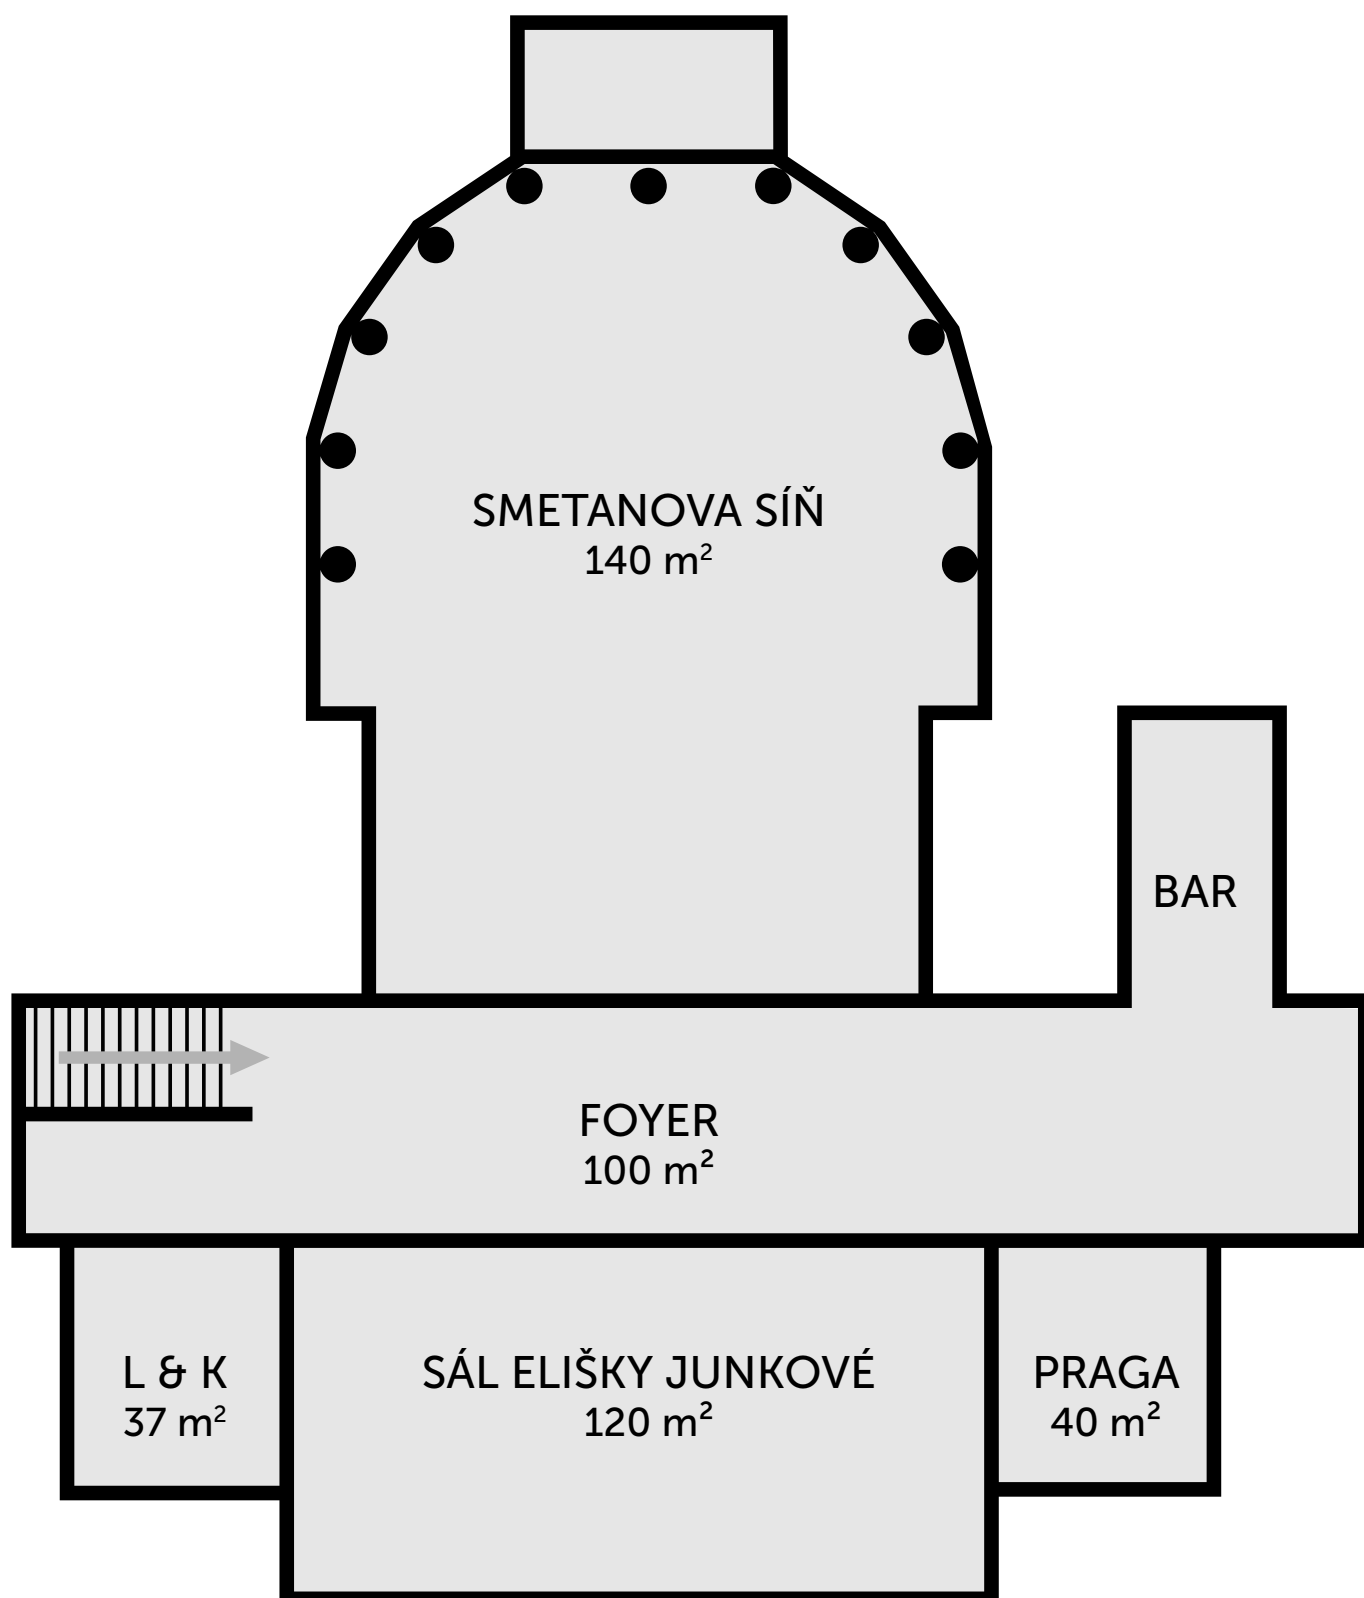 SMETANOVA SÍŇ
140 m²
BAR
FOYER
100 m²
L & K
37 m²
SÁL ELIŠKY JUNKOVÉ
120 m²
PRAGA
40 m²